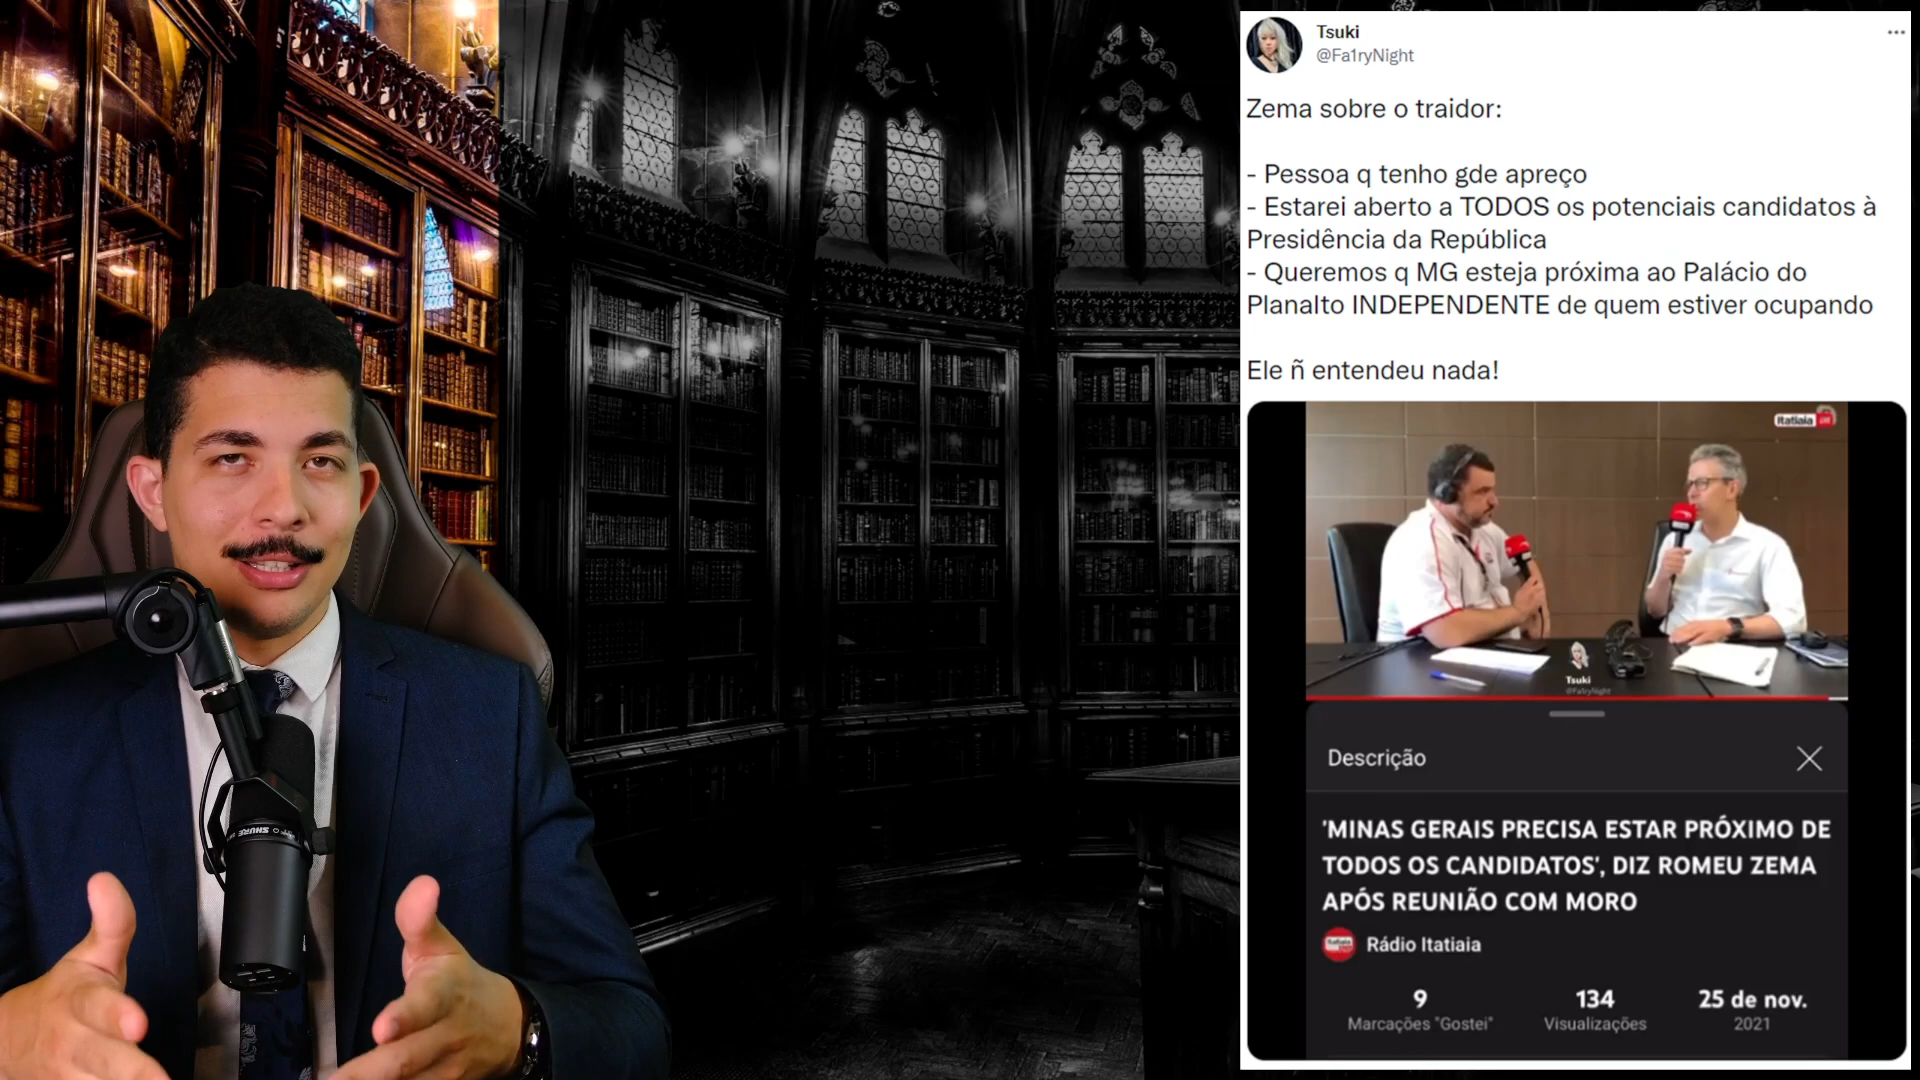 Tsuki
@Fa1ryNight
Zema sobre o traidor:
- Pessoa q tenho gde apreço
- Estarei aberto a TODOS os potenciais candidatos à
Presidência da República
- Queremos q MG esteja próxima ao Palácio do
Planalto INDEPENDENTE de quem estiver ocupando
Ele ñ entendeu nada!
Itatiaia
Tsuki
@Fa1ryNight
Descrição
'MINAS GERAIS PRECISA ESTAR PRÓXIMO DE
TODOS OS CANDIDATOS', DIZ ROMEU ZEMA
APÓS REUNIÃO COM MORO
Rádio Itatiaia
9 134 25 de nov.
Marcações "Gostei" Visualizações 2021
SHURE